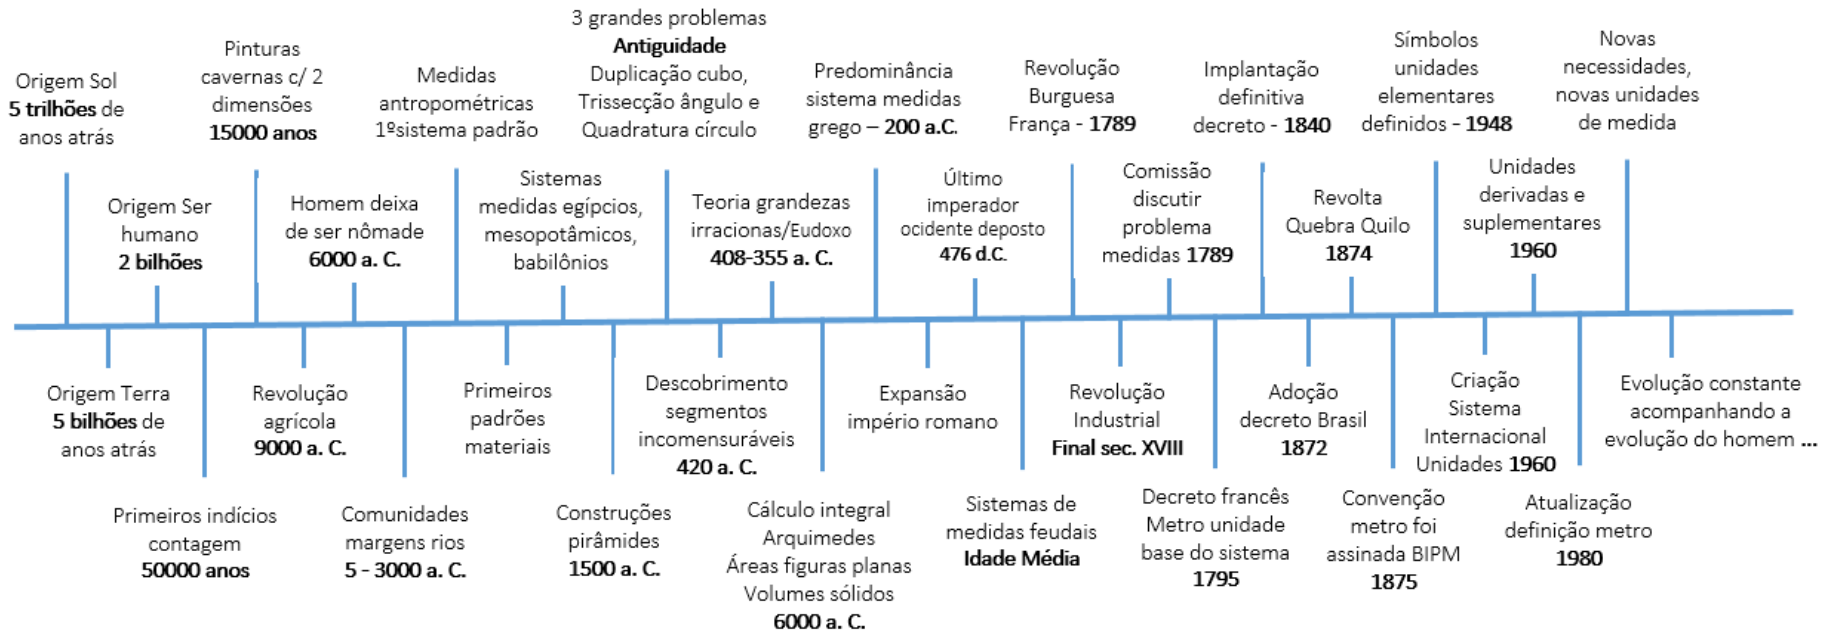 Origem Sol
5 trilhões de
anos atrás
Origem Terra
5 bilhões de
anos atrás
Origem Ser
humano
2 bilhões
Primeiros indícios
contagem
50000 anos
Pinturas
cavernas c/ 2
dimensões
15000 anos
Revolução
agrícola
9000 a. C.
Homem deixa
de ser nômade
6000 a. C.
Comunidades
margens rios
5 - 3000 a. C.
Medidas
antropométricas
1ºsistema padrão
Primeiros
padrões
materiais
Sistemas
medidas egípcios,
mesopotâmicos,
babilônios
Construções
pirâmides
1500 a. C.
3 grandes problemas
Antiguidade
Duplicação cubo,
Trissecção ângulo e
Quadratura círculo
Descobrimento
segmentos
incomensuráveis
420 a. C.
Teoria grandezas
irracionas/Eudoxo
408-355 a. C.
Cálculo integral
Arquimedes
Áreas figuras planas
Volumes sólidos
6000 a. C.
Predominância
sistema medidas
grego – 200 a.C.
Expansão
império romano
Último
imperador
ocidente deposto
476 d.C.
Sistemas de
medidas feudais
Idade Média
Revolução
Burguesa
França - 1789
Revolução
Industrial
Final sec. XVIII
Comissão
discutir
problema
medidas 1789
Decreto francês
Metro unidade
base do sistema
1795
Implantação
definitiva
decreto - 1840
Adoção
decreto Brasil
1872
Revolta
Quebra Quilo
1874
Convenção
metro foi
assinada BIPM
1875
Símbolos
unidades
elementares
definidos - 1948
Criação
Sistema
Internacional
Unidades 1960
Unidades
derivadas e
suplementares
1960
Atualização
definição metro
1980
Novas
necessidades,
novas unidades
de medida
Evolução constante
acompanhando a
evolução do homem ...